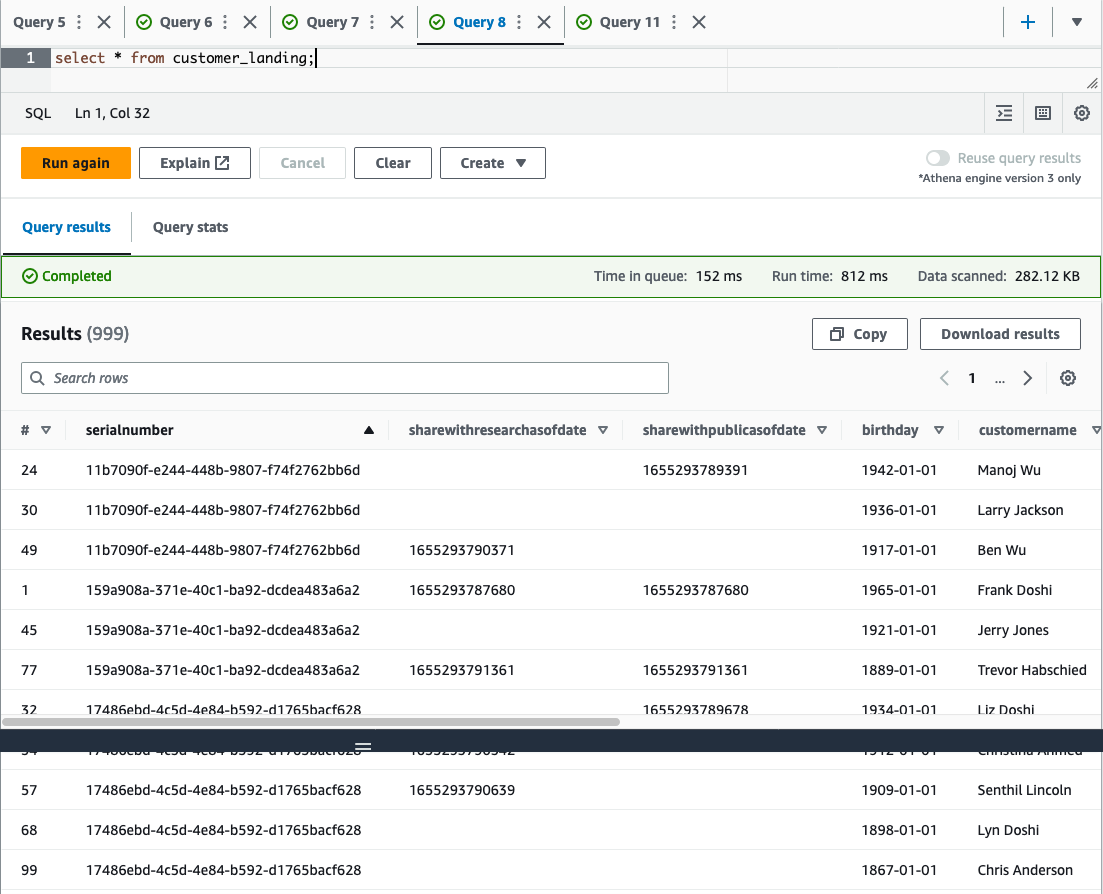 Query 5 Query 6 Query 7 Query 8 Query 11
1 select * from customer_landing;
SQL Ln 1, Col 32
Run again Explain Cancel Clear Create Reuse query results
*Athena engine version 3 only
Query results Query stats
Completed Time in queue: 152 ms Run time: 812 ms Data scanned: 282.12 KB
Results (999) Copy Download results
Search rows 1 ...
# serialnumber sharewithresearchasofdate sharewithpublicasofdate birthday customername
24 11b7090f-e244-448b-9807-f74f2762bb6d 1655293789391 1942-01-01 Manoj Wu
30 11b7090f-e244-448b-9807-f74f2762bb6d 1936-01-01 Larry Jackson
49 11b7090f-e244-448b-9807-f74f2762bb6d 1655293790371 1917-01-01 Ben Wu
1 159a908a-371e-40c1-ba92-dcdea483a6a2 1655293787680 1655293787680 1965-01-01 Frank Doshi
45 159a908a-371e-40c1-ba92-dcdea483a6a2 1921-01-01 Jerry Jones
77 159a908a-371e-40c1-ba92-dcdea483a6a2 1655293791361 1655293791361 1889-01-01 Trevor Habschied
32 17486ebd-4c5d-4e84-b592-d1765bacf628 1655293789678 1934-01-01 Liz Doshi
17486ebd-4c5d-4e84-b592-d1765bacf628 1912-01-01 Christina Ahmed
57 17486ebd-4c5d-4e84-b592-d1765bacf628 1655293790639 1909-01-01 Senthil Lincoln
68 17486ebd-4c5d-4e84-b592-d1765bacf628 1898-01-01 Lyn Doshi
99 17486ebd-4c5d-4e84-b592-d1765bacf628 1867-01-01 Chris Anderson